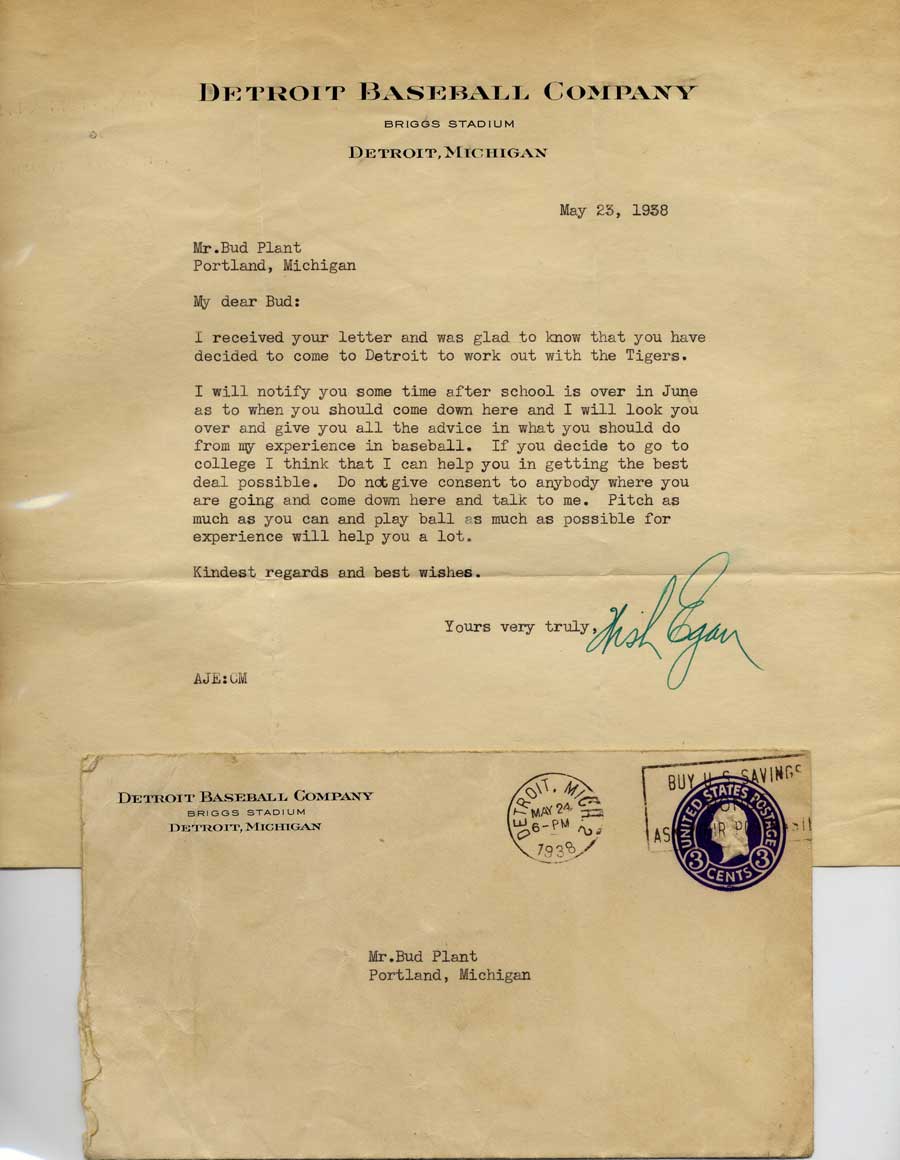 DETROIT BASEBALL COMPANY
BRIGGS STADIUM
DETROIT, MICHIGAN
May 23, 1938
Mr.Bud Plant
Portland, Michigan
My dear Bud:
I received your letter and was glad to know that you have
decided to come to Detroit to work out with the Tigers.
I will notify you some time after school is over in June
as to when you should come down here and I will look you
over and give you all the advice in what you should do
from my experience in baseball. If you decide to go to
college I think that I can help you in getting the best
deal possible. Do not give consent to anybody where you
are going and come down here and talk to me. Pitch as
much as you can and play ball as much as possible for
experience will help you a lot.
Kindest regards and best wishes.
Yours very truly,
Wish Egan
AJE:CM
DETROIT BASEBALL COMPANY
BRIGGS STADIUM
DETROIT, MICHIGAN
DETROIT, MICH. 2
MAY 24
6-PM
1938
BUY U.S. SAVINGS
UNITED STATES POSTAGE
3 CENTS 3
Mr.Bud Plant
Portland, Michigan